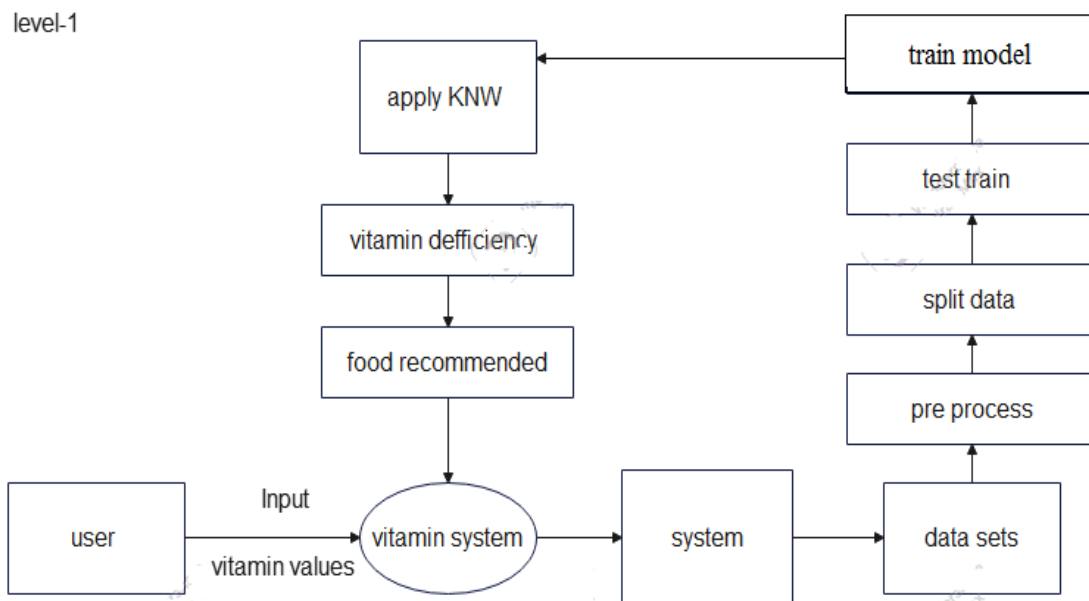 level-1
train model
apply KNW
test train
vitamin defficiency
split data
food recommended
pre process
Input
user
vitamin system
system
data sets
vitamin values